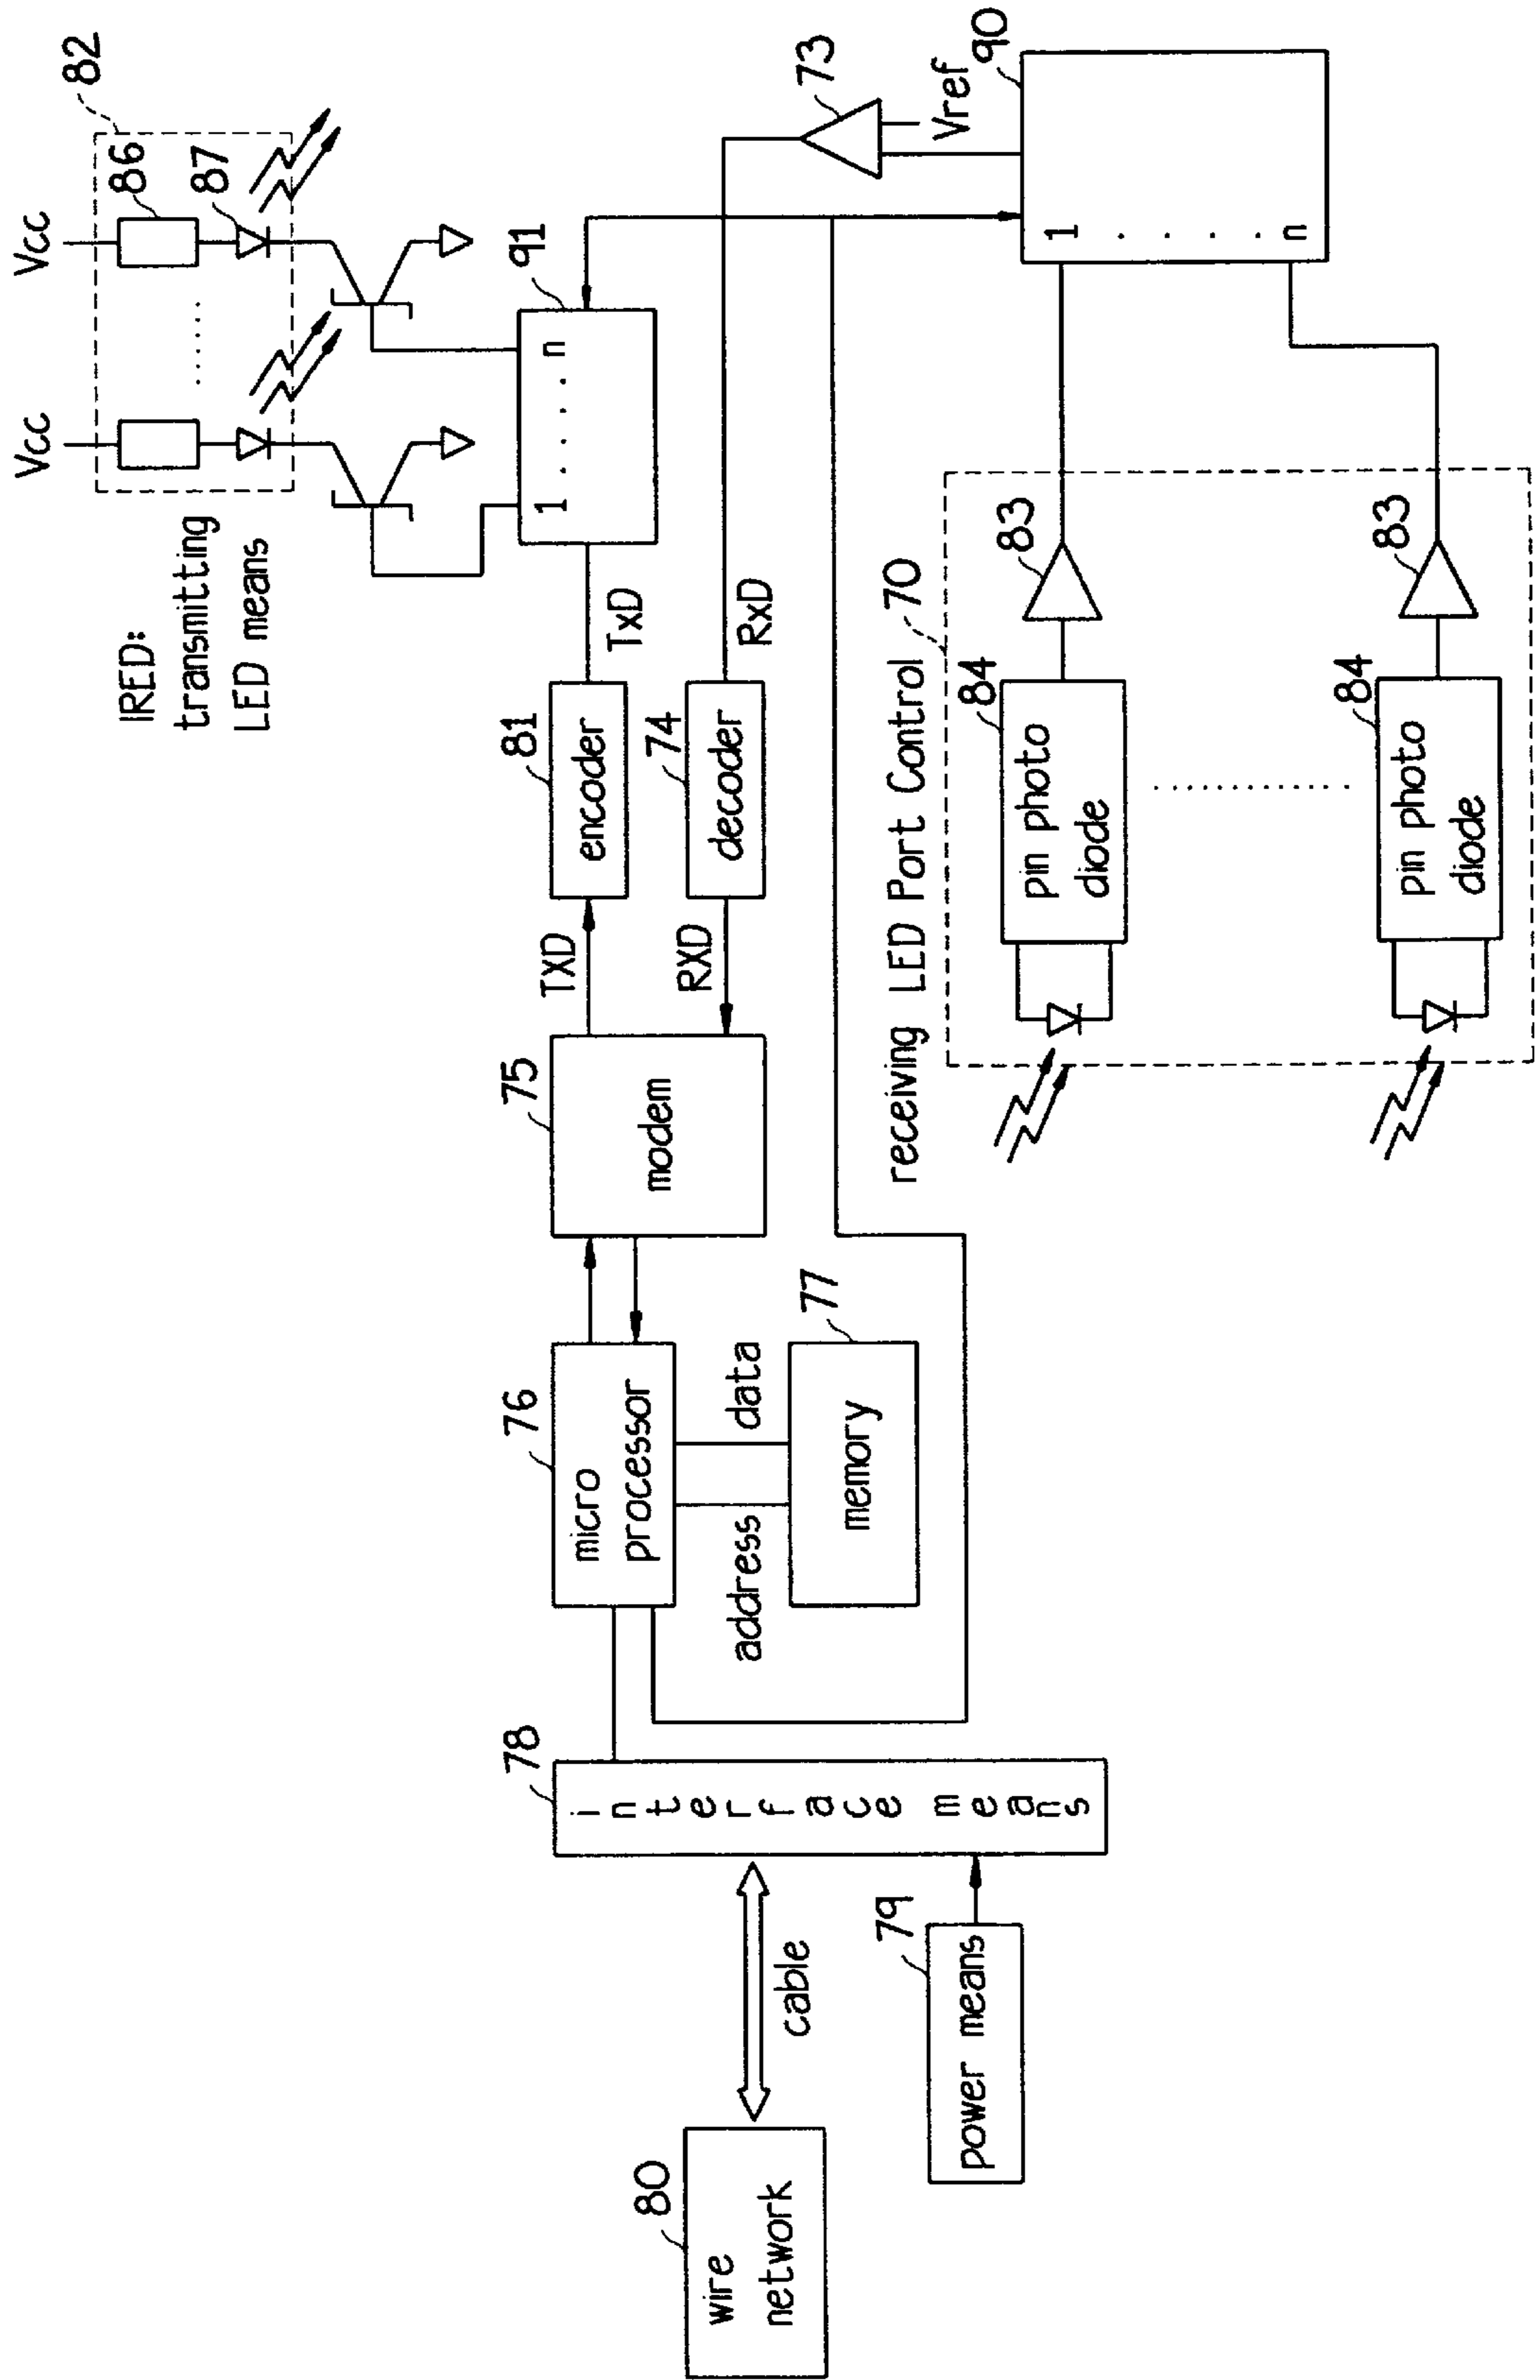 82
Vcc
Vcc
86
87
IRED:
transmitting
LED means
91
1 . . . . n
73
Vref
90
1 . . . . n
TxD
RxD
81
encoder
74
decoder
TXD
RXD
75
modem
76
micro
processor
address
data
77
memory
78
interface means
79
power means
80
wire
network
cable
receiving LED Port Control
70
84
pin photo
diode
83
84
pin photo
diode
83